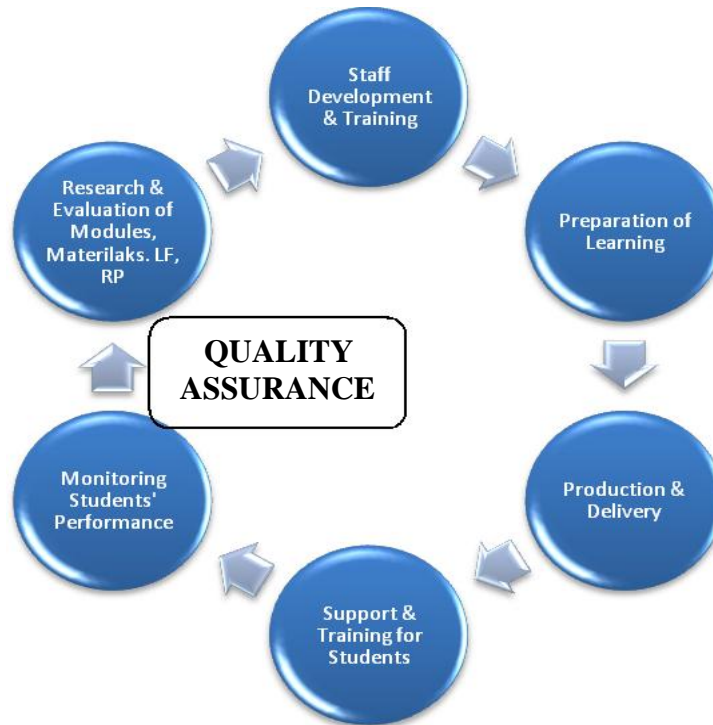 Staff
Development
& Training
Preparation of
Learning
Production &
Delivery
Support &
Training for
Students
Monitoring
Students'
Performance
Research &
Evaluation of
Modules,
Materilaks. LF,
RP
QUALITY
ASSURANCE